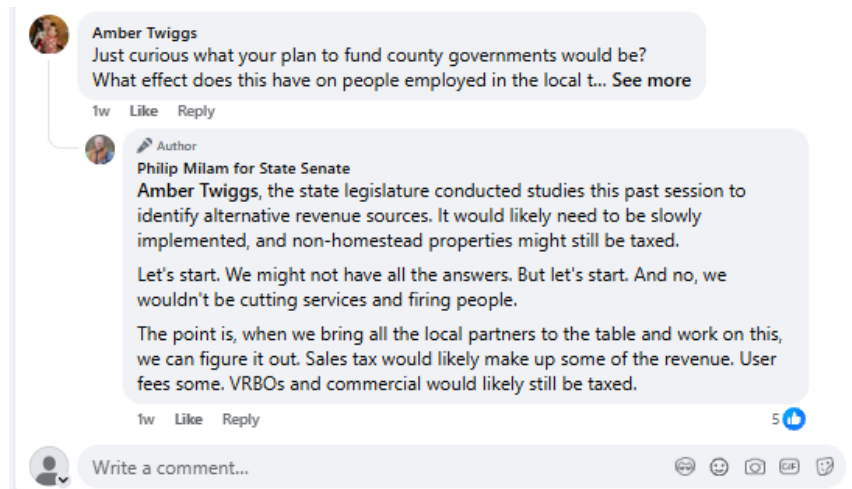 Amber Twiggs
Just curious what your plan to fund county governments would be?
What effect does this have on people employed in the local t... See more
1w Like Reply
Author
Philip Milam for State Senate
Amber Twiggs, the state legislature conducted studies this past session to
identify alternative revenue sources. It would likely need to be slowly
implemented, and non-homestead properties might still be taxed.
Let's start. We might not have all the answers. But let's start. And no, we
wouldn't be cutting services and firing people.
The point is, when we bring all the local partners to the table and work on this,
we can figure it out. Sales tax would likely make up some of the revenue. User
fees some. VRBOs and commercial would likely still be taxed.
1w Like Reply 5
Write a comment... GIF